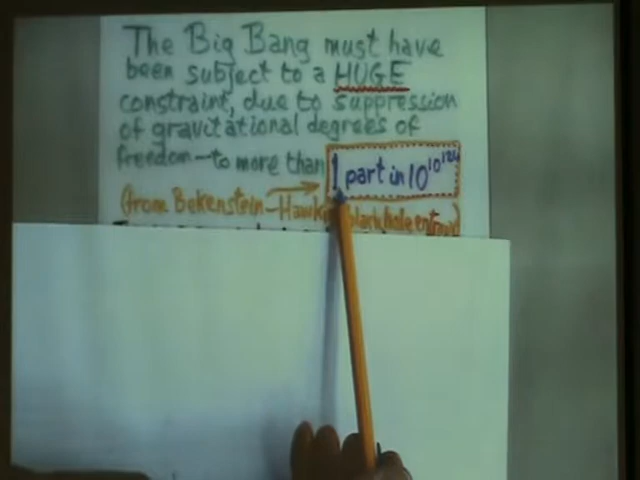 The Big Bang must have
been subject to a HUGE
constraint, due to suppression
of gravitational degrees of
freedom—to more than 1 part in 10^10^124
(from Bekenstein—Hawking black hole entropy)